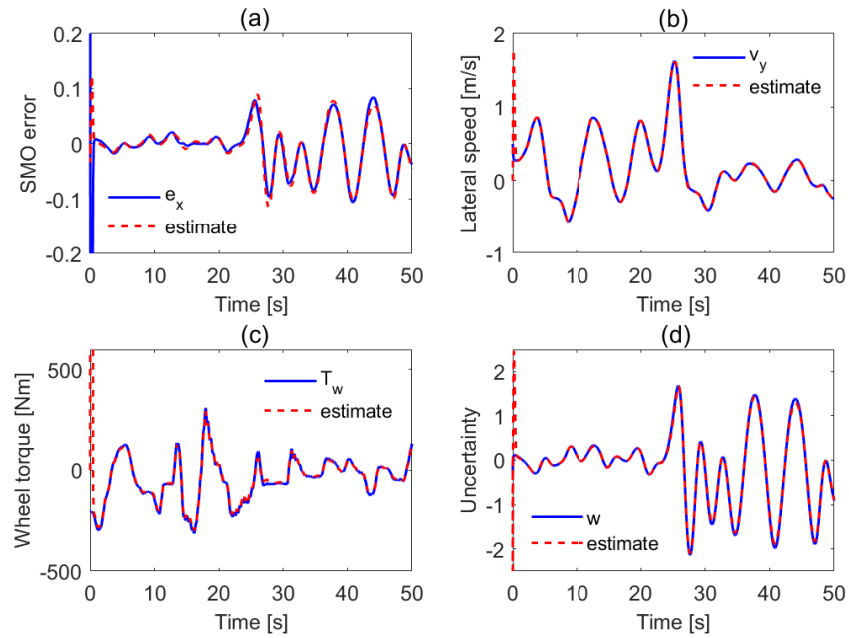 (a)
0.2
0.1
0
-0.1
-0.2
SMO error
e_x
estimate
0 10 20 30 40 50
Time [s]
(b)
2
1
0
-1
Lateral speed [m/s]
v_y
estimate
0 10 20 30 40 50
Time [s]
(c)
500
0
-500
Wheel torque [Nm]
T_w
estimate
0 10 20 30 40 50
Time [s]
(d)
2
1
0
-1
-2
Uncertainty
w
estimate
0 10 20 30 40 50
Time [s]